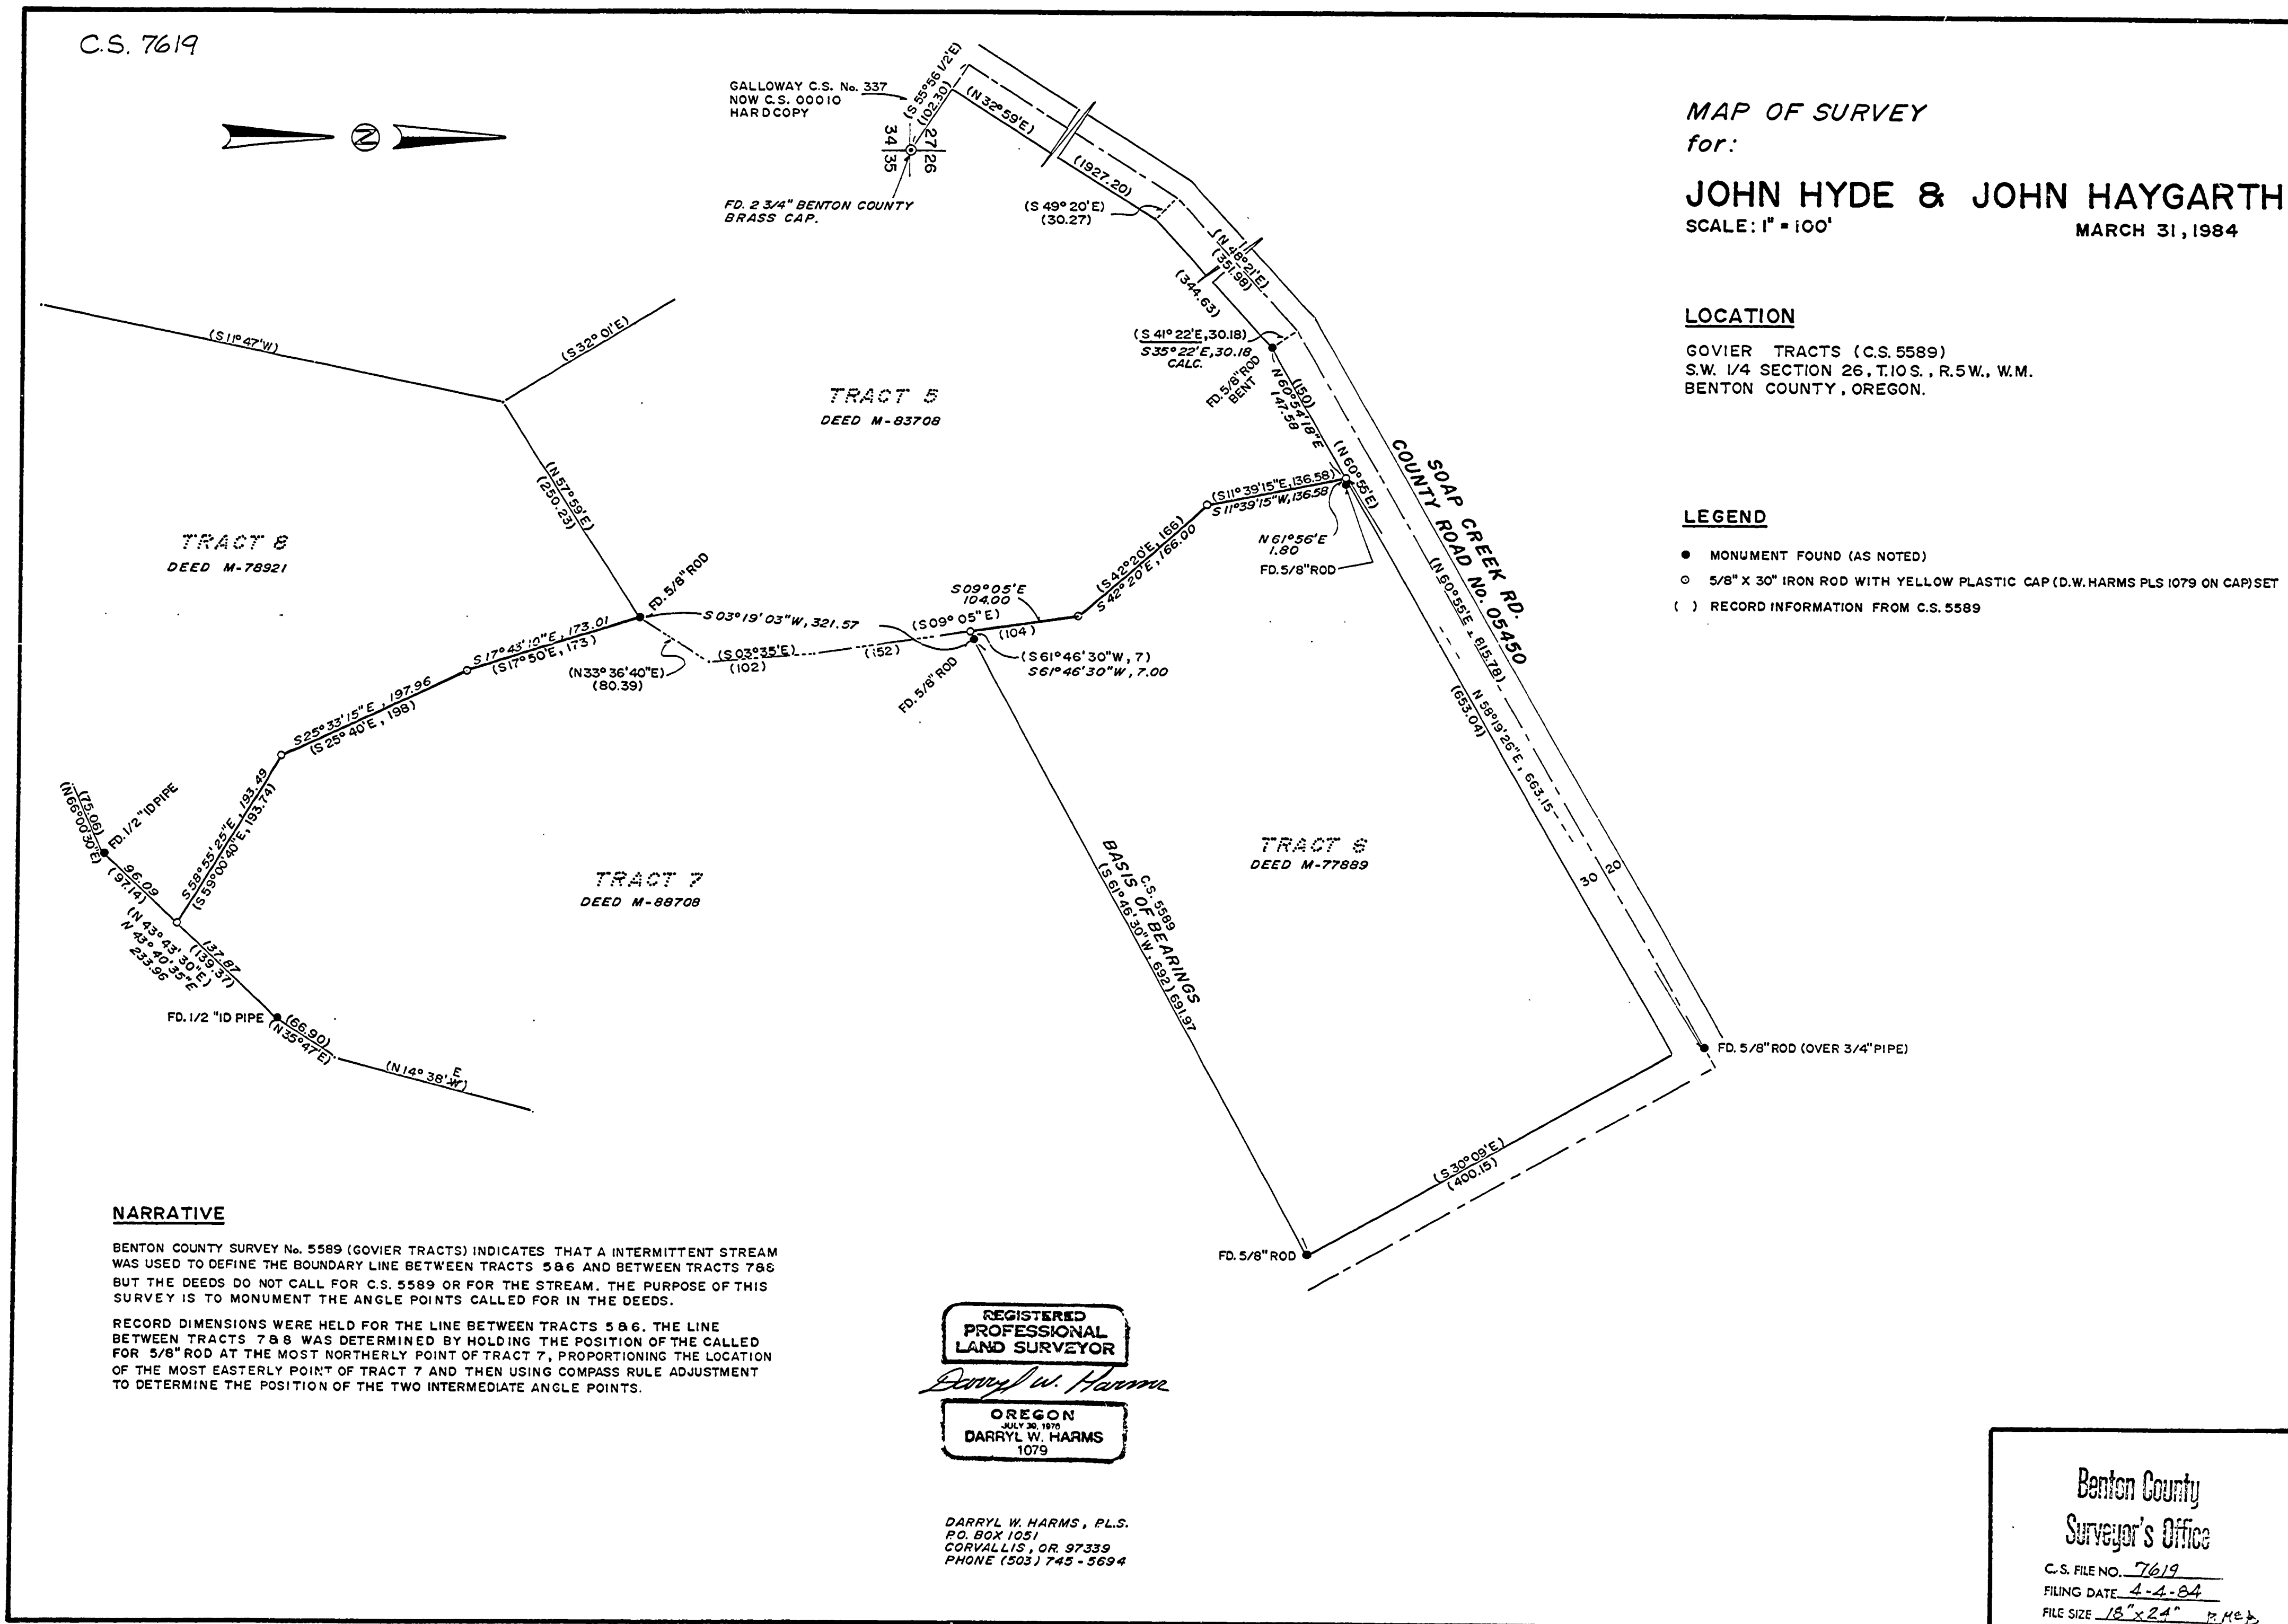 C.S. 7619
GALLOWAY C.S. No. 337
NOW C.S. 00010
HARDCOPY
(S 55°56 1/2'E)
(102.30)
34 27
35 26
FD. 2 3/4" BENTON COUNTY
BRASS CAP.
N
(N 32°59'E)
(1927.20)
(S 49°20'E)
(30.27)
(N 48°21'E)
(351.98)
(344.63)
(S 41°22'E, 30.18)
S 35°22'E, 30.18
CALC.
FD. 5/8" ROD
BENT
(150)
N 60°54'18"E
147.58
(N 60°55'E)
MAP OF SURVEY
for:
JOHN HYDE & JOHN HAYGARTH
SCALE: 1" = 100'
MARCH 31, 1984
LOCATION
GOVIER TRACTS (C.S. 5589)
S.W. 1/4 SECTION 26, T.10 S., R.5 W., W.M.
BENTON COUNTY, OREGON.
LEGEND
MONUMENT FOUND (AS NOTED)
5/8" X 30" IRON ROD WITH YELLOW PLASTIC CAP (D.W. HARMS PLS 1079 ON CAP) SET
( ) RECORD INFORMATION FROM C.S. 5589
(S 11°47'W)
(S 32°01'E)
TRACT 5
DEED M-83708
(N 57°59'E)
(250.23)
TRACT 8
DEED M-78921
FD. 5/8" ROD
S 03°19'03"W, 321.57
(S 09°05'E)
(104)
S 09°05'E
104.00
(S 42°20'E, 166)
S 42°20'E, 166.00
(S 11°39'15"E, 136.58)
S 11°39'15"W, 136.58
N 61°56'E
1.80
FD. 5/8" ROD
SOAP CREEK RD.
COUNTY ROAD No. 05450
(N 60°55'E - 815.78)
N 58°19'26"E, 663.15
(653.04)
30
20
S 17°43'10"E, 173.01
(S 17°50'E, 173)
(N 33°36'40"E)
(80.39)
(S 03°35'E)
(102)
(152)
FD. 5/8" ROD
(S 61°46'30"W, 7)
S 61°46'30"W, 7.00
S 25°33'15"E, 197.96
(S 25°40'E, 198)
S 58°55'25"E, 193.49
(S 59°00'40"E, 193.74)
(75.06)
(N 66°00'30"E)
FD. 1/2" ID PIPE
96.09
(97.14)
137.87
(139.37)
(N 43°43'30"E)
N 43°40'35"E
233.96
FD. 1/2" ID PIPE
(66.90)
(N 35°47'E)
(N 14°38' E W)
TRACT 7
DEED M-88708
TRACT 6
DEED M-77889
C.S. 5589
BASIS OF BEARINGS
(S 61°46'30"W, 692) 691.97
FD. 5/8" ROD (OVER 3/4" PIPE)
(S 30°09'E)
(400.15)
FD. 5/8" ROD
NARRATIVE
BENTON COUNTY SURVEY No. 5589 (GOVIER TRACTS) INDICATES THAT A INTERMITTENT STREAM
WAS USED TO DEFINE THE BOUNDARY LINE BETWEEN TRACTS 5&6 AND BETWEEN TRACTS 7&8
BUT THE DEEDS DO NOT CALL FOR C.S. 5589 OR FOR THE STREAM. THE PURPOSE OF THIS
SURVEY IS TO MONUMENT THE ANGLE POINTS CALLED FOR IN THE DEEDS.
RECORD DIMENSIONS WERE HELD FOR THE LINE BETWEEN TRACTS 5&6. THE LINE
BETWEEN TRACTS 7&8 WAS DETERMINED BY HOLDING THE POSITION OF THE CALLED
FOR 5/8" ROD AT THE MOST NORTHERLY POINT OF TRACT 7, PROPORTIONING THE LOCATION
OF THE MOST EASTERLY POINT OF TRACT 7 AND THEN USING COMPASS RULE ADJUSTMENT
TO DETERMINE THE POSITION OF THE TWO INTERMEDIATE ANGLE POINTS.
REGISTERED
PROFESSIONAL
LAND SURVEYOR
Darryl W. Harms
OREGON
JULY 30, 1976
DARRYL W. HARMS
1079
DARRYL W. HARMS, P.L.S.
P.O. BOX 1051
CORVALLIS, OR. 97339
PHONE (503) 745-5694
Benton County
Surveyor's Office
C.S. FILE NO. 7619
FILING DATE 4-4-84
FILE SIZE 18" x 24"